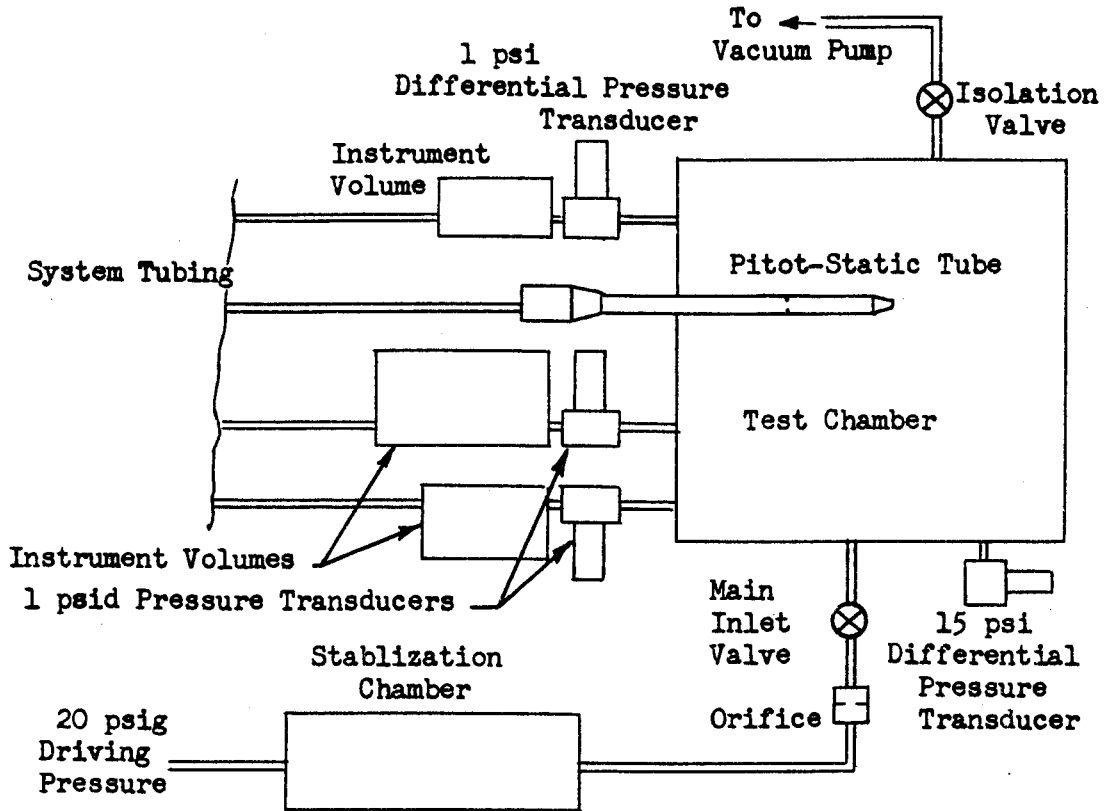 To
Vacuum Pump
Isolation
Valve
1 psi
Differential Pressure
Transducer
Instrument
Volume
System Tubing
Pitot-Static Tube
Test Chamber
Instrument Volumes
1 psid Pressure Transducers
Main
Inlet
Valve
15 psi
Differential
Pressure
Transducer
Orifice
Stablization
Chamber
20 psig
Driving
Pressure